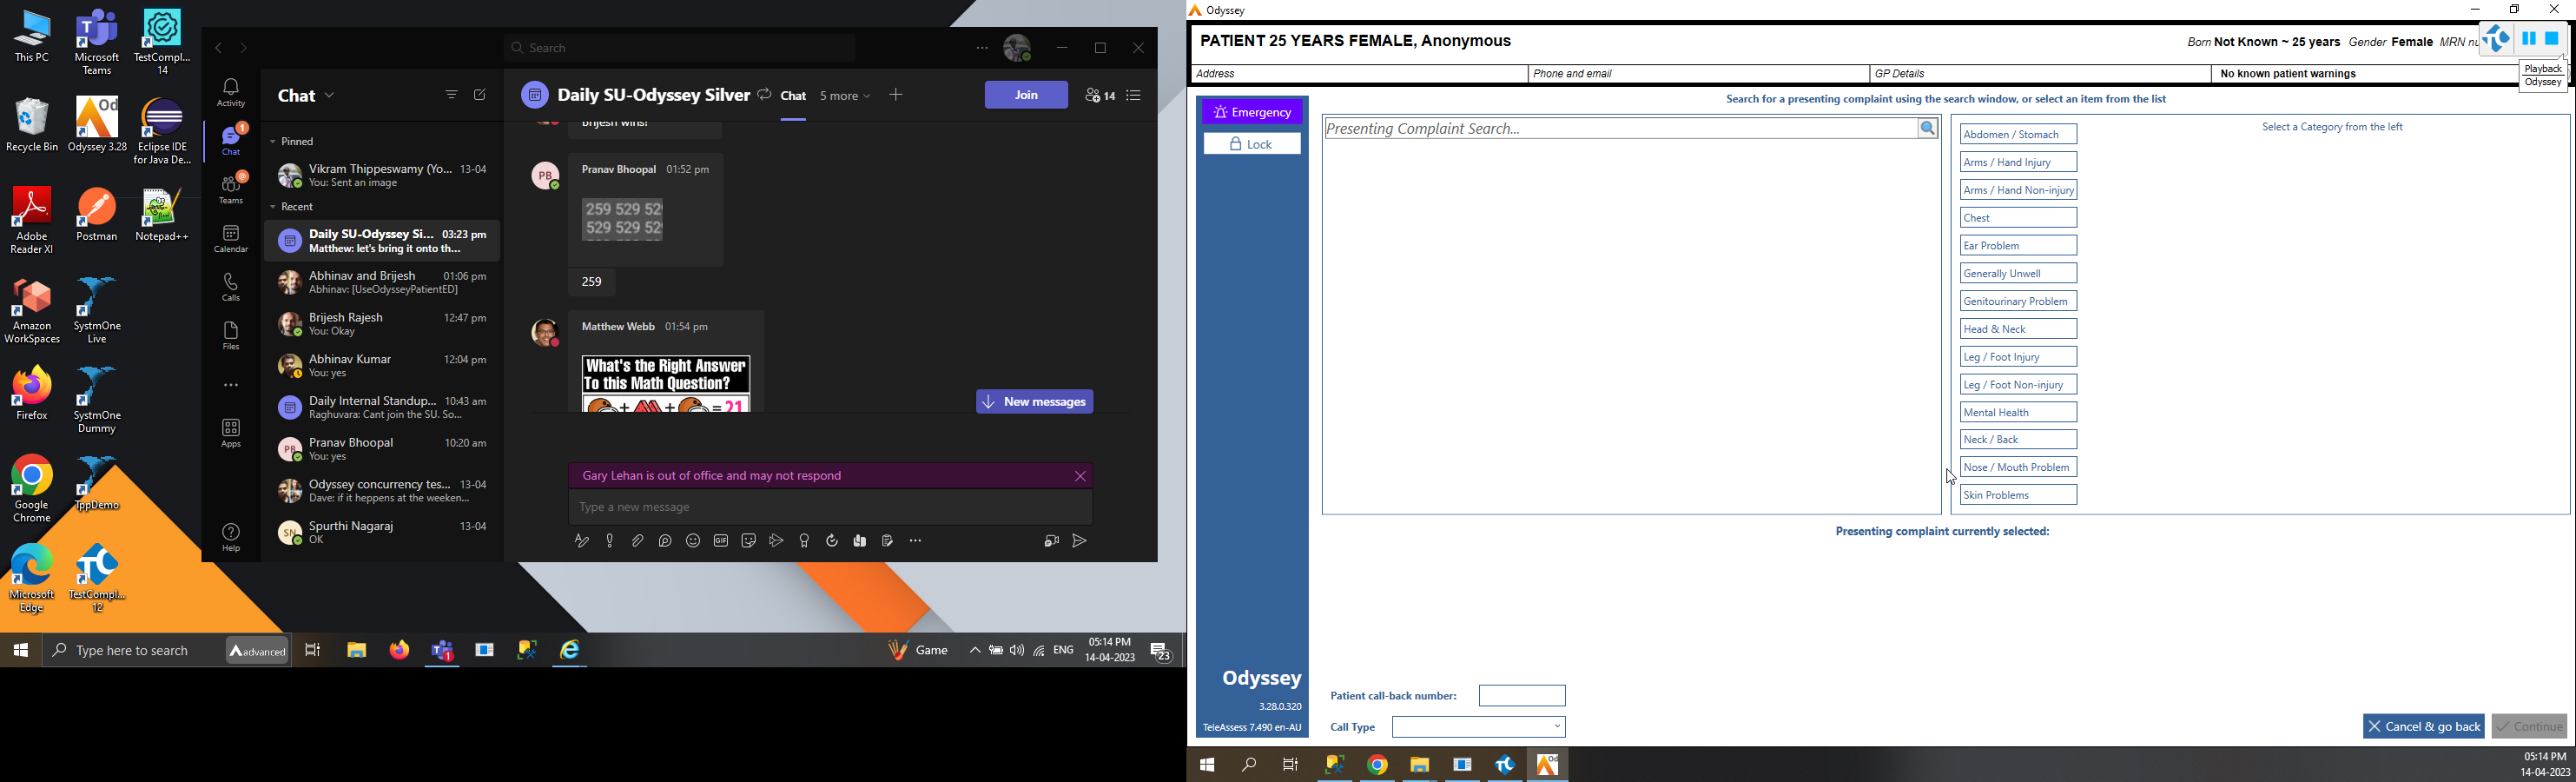 This PC
Microsoft
Teams
TestCompl...
14
Recycle Bin
Odyssey 3.28
Eclipse IDE
for Java De...
Adobe
Reader XI
Postman
Notepad++
Amazon
WorkSpaces
SystmOne
Live
Firefox
SystmOne
Dummy
Google
Chrome
TppDemo
Microsoft
Edge
TestCompl...
12
Search
Activity
Chat
1
Teams
Calendar
Calls
Files
Apps
Help
Chat
Pinned
Vikram Thippeswamy (Yo... 13-04
You: Sent an image
Recent
Daily SU-Odyssey Si... 03:23 pm
Matthew: let's bring it onto th...
Abhinav and Brijesh 01:06 pm
Abhinav: [UseOdysseyPatientED]
Brijesh Rajesh 12:47 pm
You: Okay
Abhinav Kumar 12:04 pm
You: yes
Daily Internal Standup... 10:43 am
Raghuvara: Cant join the SU. So...
PB
Pranav Bhoopal 10:20 am
You: yes
Odyssey concurrency tes... 13-04
Dave: if it heppens at the weeken...
SN
Spurthi Nagaraj 13-04
OK
Daily SU-Odyssey Silver Chat 5 more Join 14
Brijesh wins!
PB
Pranav Bhoopal 01:52 pm
259 529 52
529 529 52
259
Matthew Webb 01:54 pm
What's the Right Answer
To this Math Question?
+ + = 21
New messages
Gary Lehan is out of office and may not respond
Type a new message
GIF
Type here to search
advanced
1
Game
ENG
05:14 PM
14-04-2023
23
Odyssey
PATIENT 25 YEARS FEMALE, Anonymous
Born Not Known ~ 25 years Gender Female MRN nu
Playback
Odyssey
Address
Phone and email
GP Details
No known patient warnings
Search for a presenting complaint using the search window, or select an item from the list
Emergency
Lock
Presenting Complaint Search...
Select a Category from the left
Abdomen / Stomach
Arms / Hand Injury
Arms / Hand Non-injury
Chest
Ear Problem
Generally Unwell
Genitourinary Problem
Head & Neck
Leg / Foot Injury
Leg / Foot Non-injury
Mental Health
Neck / Back
Nose / Mouth Problem
Skin Problems
Presenting complaint currently selected:
Odyssey
3.28.0.320
TeleAssess 7.490 en-AU
Patient call-back number:
Call Type
Cancel & go back
Continue
05:14 PM
14-04-2023